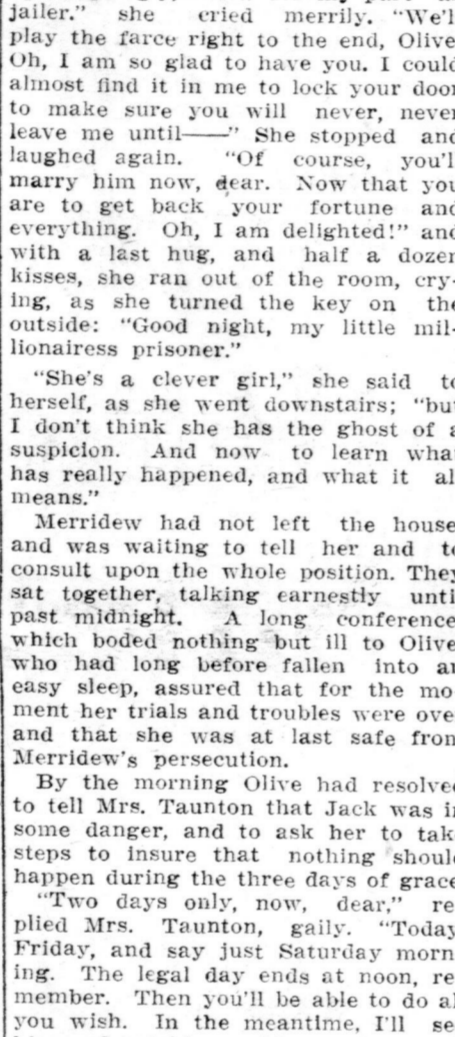 jailer." she cried merrily. "We'l
play the farce right to the end, Olive
Oh, I am so glad to have you. I could
almost find it in me to lock your door
to make sure you will never, never
leave me until——" She stopped and
laughed again. "Of course, you'l
marry him now, dear. Now that you
are to get back your fortune and
everything. Oh, I am delighted!" and
with a last hug, and half a dozen
kisses, she ran out of the room, cry-
ing, as she turned the key on the
outside: "Good night, my little mil-
lionairess prisoner."
"She's a clever girl," she said to
herself, as she went downstairs; "but
I don't think she has the ghost of a
suspicion. And now to learn what
has really happened, and what it al
means."
Merridew had not left the house
and was waiting to tell her and to
consult upon the whole position. They
sat together, talking earnestly unti
past midnight. A long conference
which boded nothing but ill to Olive
who had long before fallen into an
easy sleep, assured that for the mo
ment her trials and troubles were over
and that she was at last safe from
Merridew's persecution.
By the morning Olive had resolved
to tell Mrs. Taunton that Jack was in
some danger, and to ask her to tak
steps to insure that nothing should
happen during the three days of grace
"Two days only, now, dear," re
plied Mrs. Taunton, gaily. "Today
Friday, and say just Saturday morn
ing. The legal day ends at noon, re
member. Then you'll be able to do al
you wish. In the meantime, I'll se